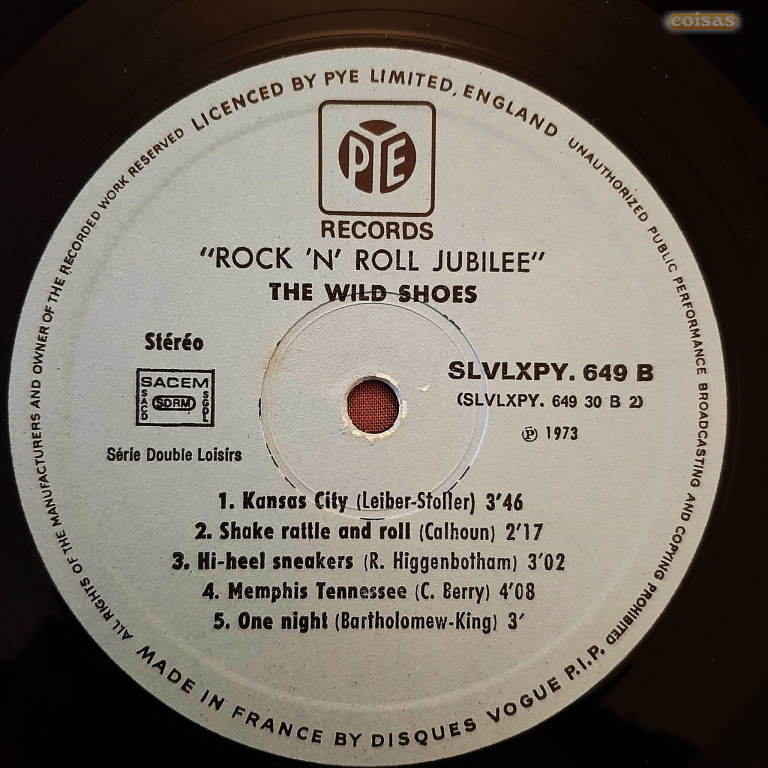 coisas
ALL RIGHTS OF THE MANUFACTURERS AND OWNER OF THE RECORDED WORK RESERVED LICENCED BY PYE LIMITED, ENGLAND UNAUTHORIZED PUBLIC PERFORMANCE BROADCASTING AND COPYING PROHIBITED
PYE
RECORDS
"ROCK 'N' ROLL JUBILEE"
THE WILD SHOES
Stéréo
SACEM
SACD
SDRM
SGDL
Série Double Loisirs
SLVLXPY. 649 B
(SLVLXPY. 649 30 B 2)
℗ 1973
1. Kansas City (Leiber-Stoller) 3'46
2. Shake rattle and roll (Calhoun) 2'17
3. Hi-heel sneakers (R. Higgenbotham) 3'02
4. Memphis Tennessee (C. Berry) 4'08
5. One night (Bartholomew-King) 3'
MADE IN FRANCE BY DISQUES VOGUE P.I.P.